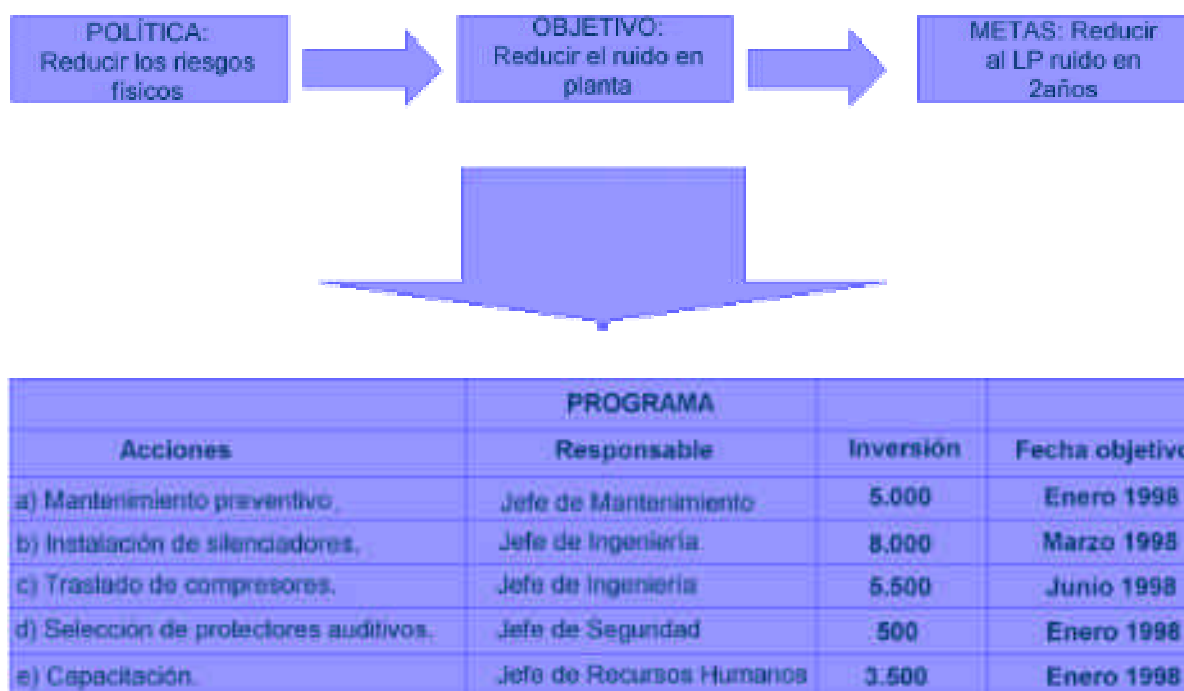 POLÍTICA:
Reducir los riesgos
físicos
OBJETIVO:
Reducir el ruido en
planta
METAS: Reducir
al LP ruido en
2años
PROGRAMA
Acciones Responsable Inversión Fecha objetivo
a) Mantenimiento preventivo. Jefe de Mantenimiento 5.000 Enero 1998
b) Instalación de silenciadores. Jefe de Ingeniería 8.000 Marzo 1998
c) Traslado de compresores. Jefe de Ingeniería 5.500 Junio 1998
d) Selección de protectores auditivos. Jefe de Seguridad 500 Enero 1998
e) Capacitación. Jefe de Recursos Humanos 3.500 Enero 1998